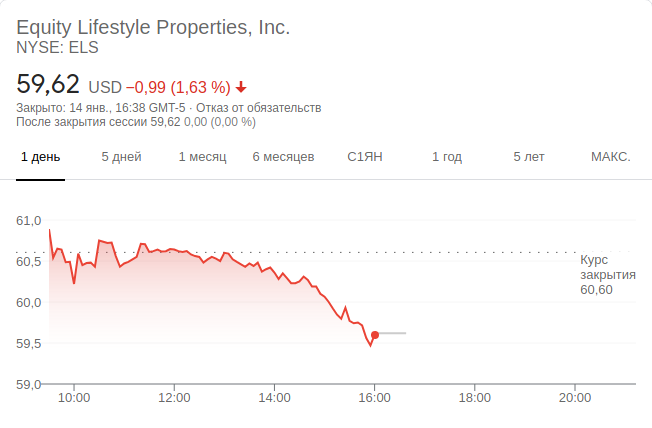 Equity Lifestyle Properties, Inc.
NYSE: ELS
59,62 USD −0,99 (1,63 %)
Закрыто: 14 янв., 16:38 GMT-5 · Отказ от обязательств
После закрытия сессии 59,62 0,00 (0,00 %)
1 день 5 дней 1 месяц 6 месяцев С1ЯН 1 год 5 лет МАКС.
61,0
60,5
60,0
59,5
59,0
Курс
закрытия
60,60
10:00 12:00 14:00 16:00 18:00 20:00